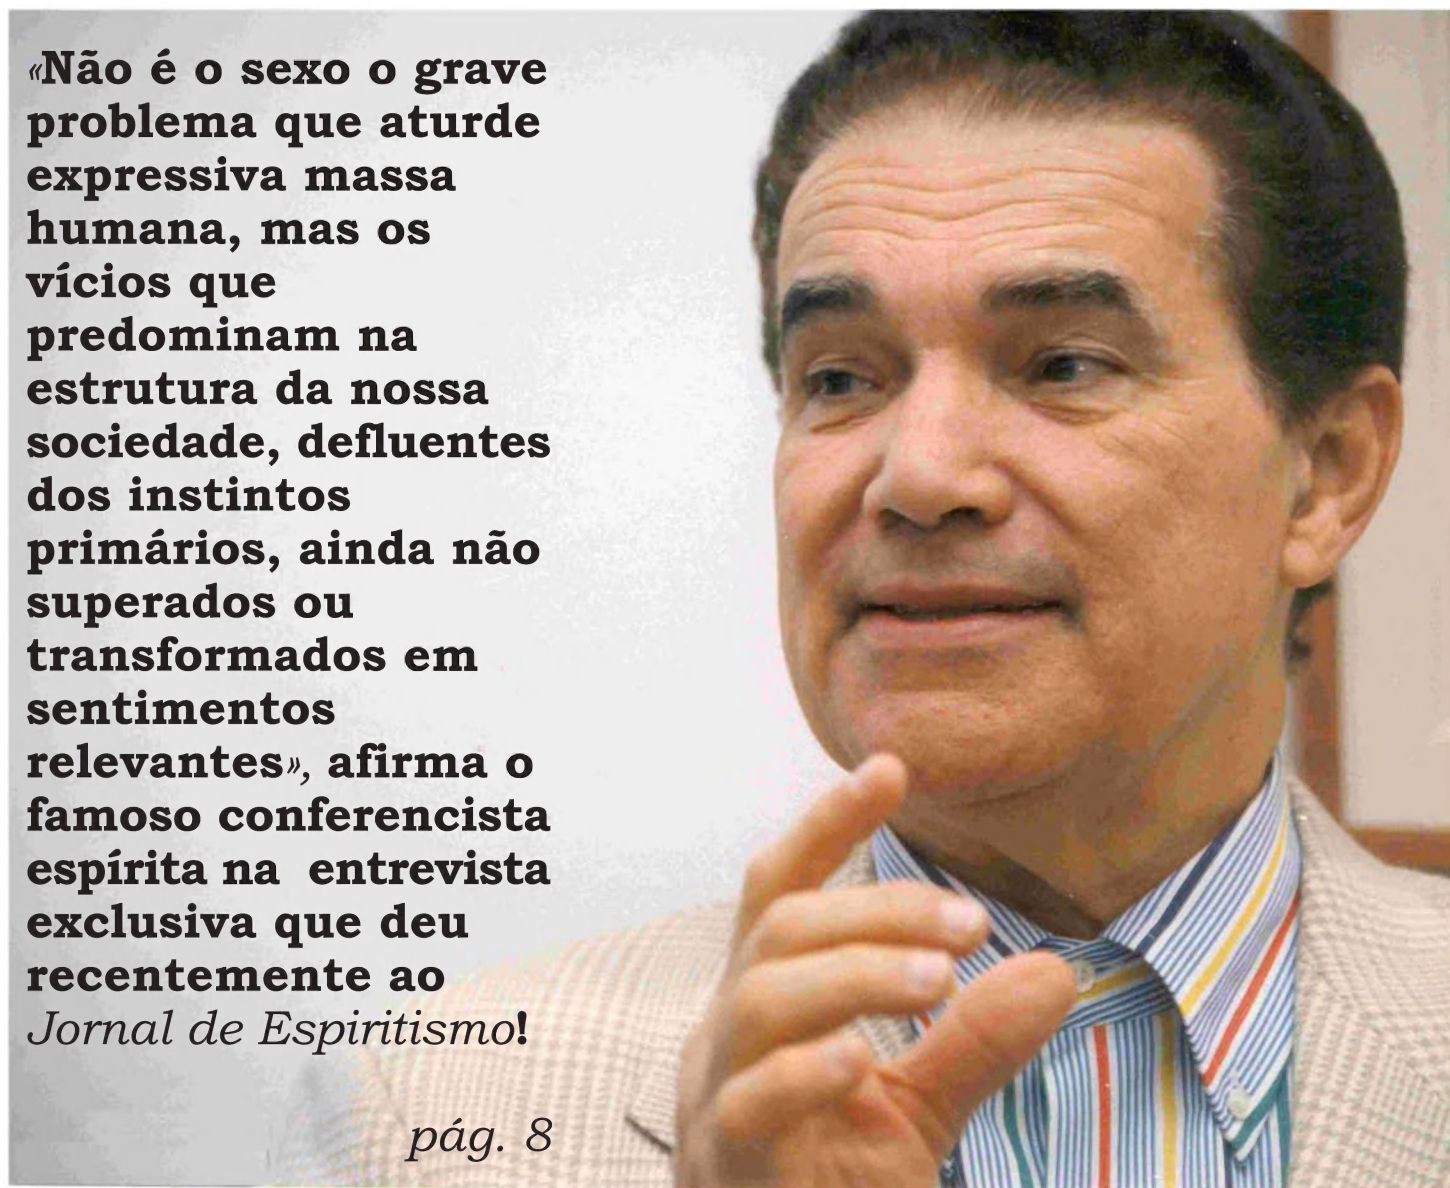 «Não é o sexo o grave
problema que aturde
expressiva massa
humana, mas os
vícios que
predominam na
estrutura da nossa
sociedade, defluentes
dos instintos
primários, ainda não
superados ou
transformados em
sentimentos
relevantes», afirma o
famoso conferencista
espírita na  entrevista
exclusiva que deu
recentemente ao
Jornal de Espiritismo!
pág. 8